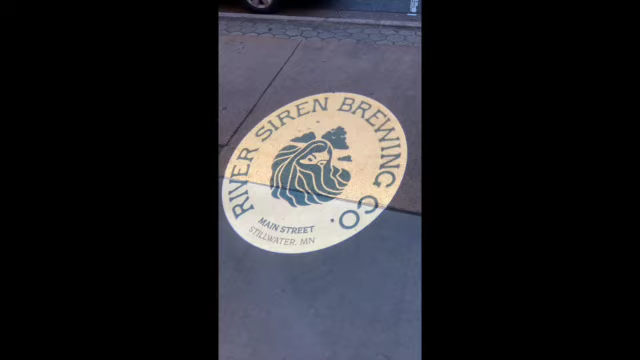 RIVER SIREN BREWING CO.
MAIN STREET
STILLWATER, MN